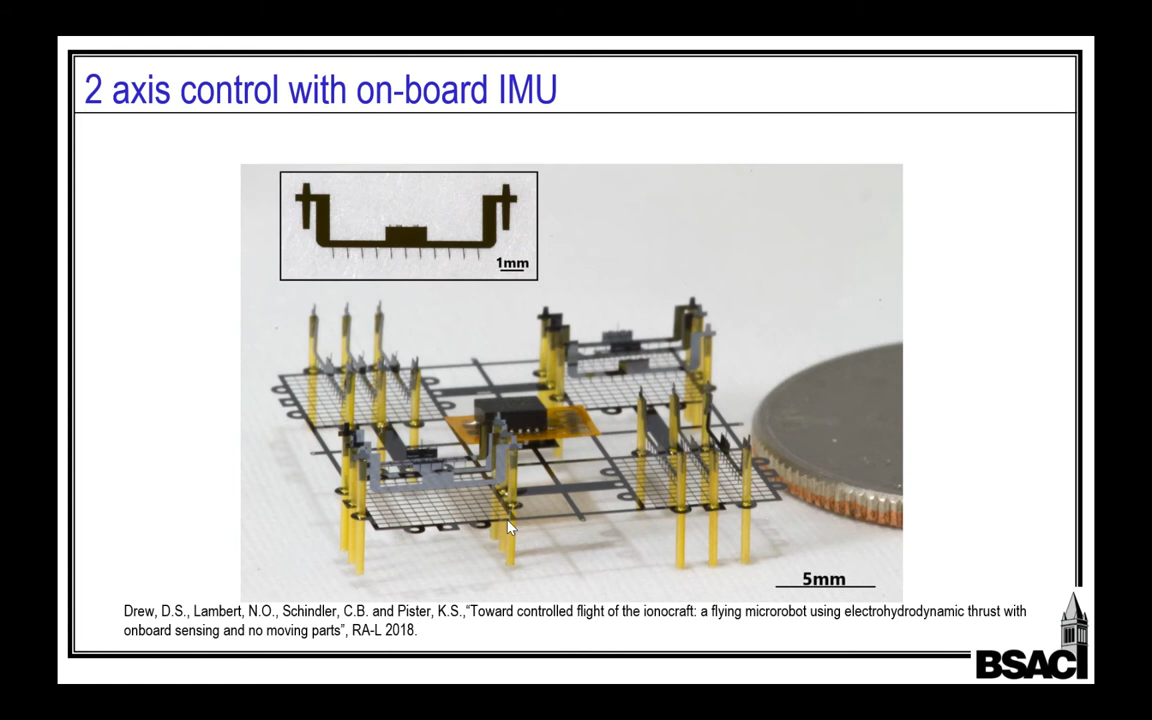 2 axis control with on-board IMU
1mm
5mm
Drew, D.S., Lambert, N.O., Schindler, C.B. and Pister, K.S.,“Toward controlled flight of the ionocraft: a flying microrobot using electrohydrodynamic thrust with
onboard sensing and no moving parts”, RA-L 2018.
BSAC